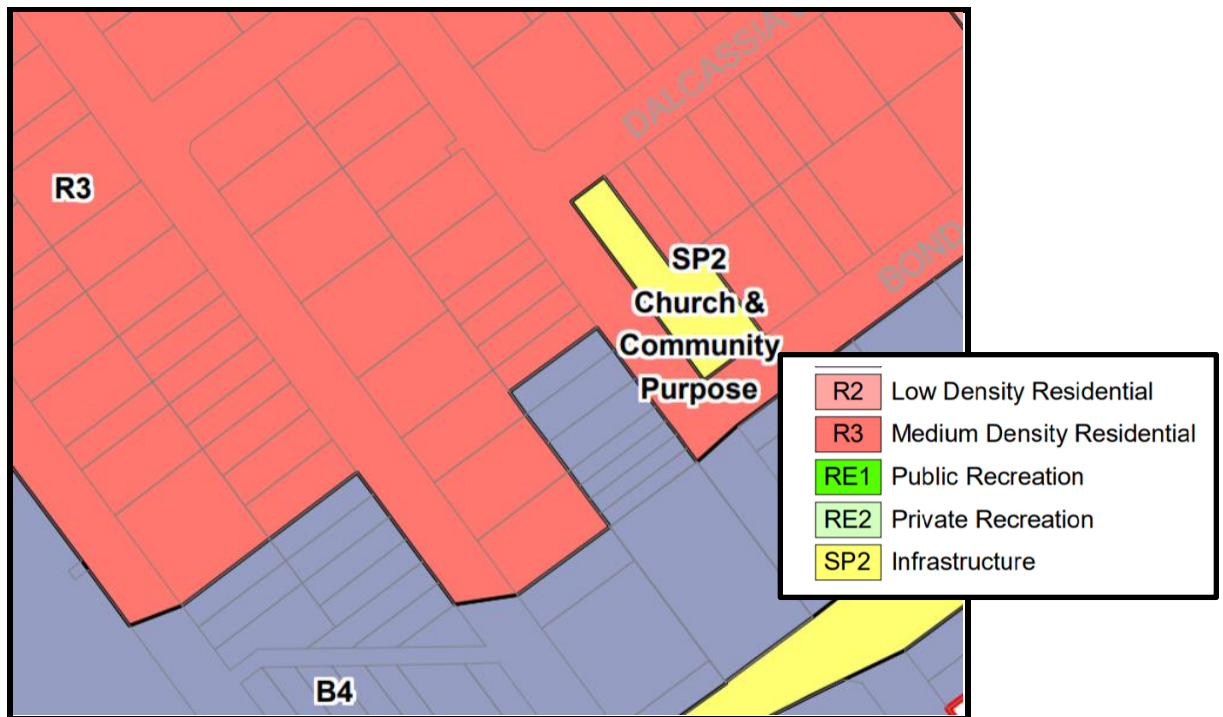 DALCASSIA
R3
SP2
Church &
Community
Purpose
BOND
B4
R2 Low Density Residential
R3 Medium Density Residential
RE1 Public Recreation
RE2 Private Recreation
SP2 Infrastructure